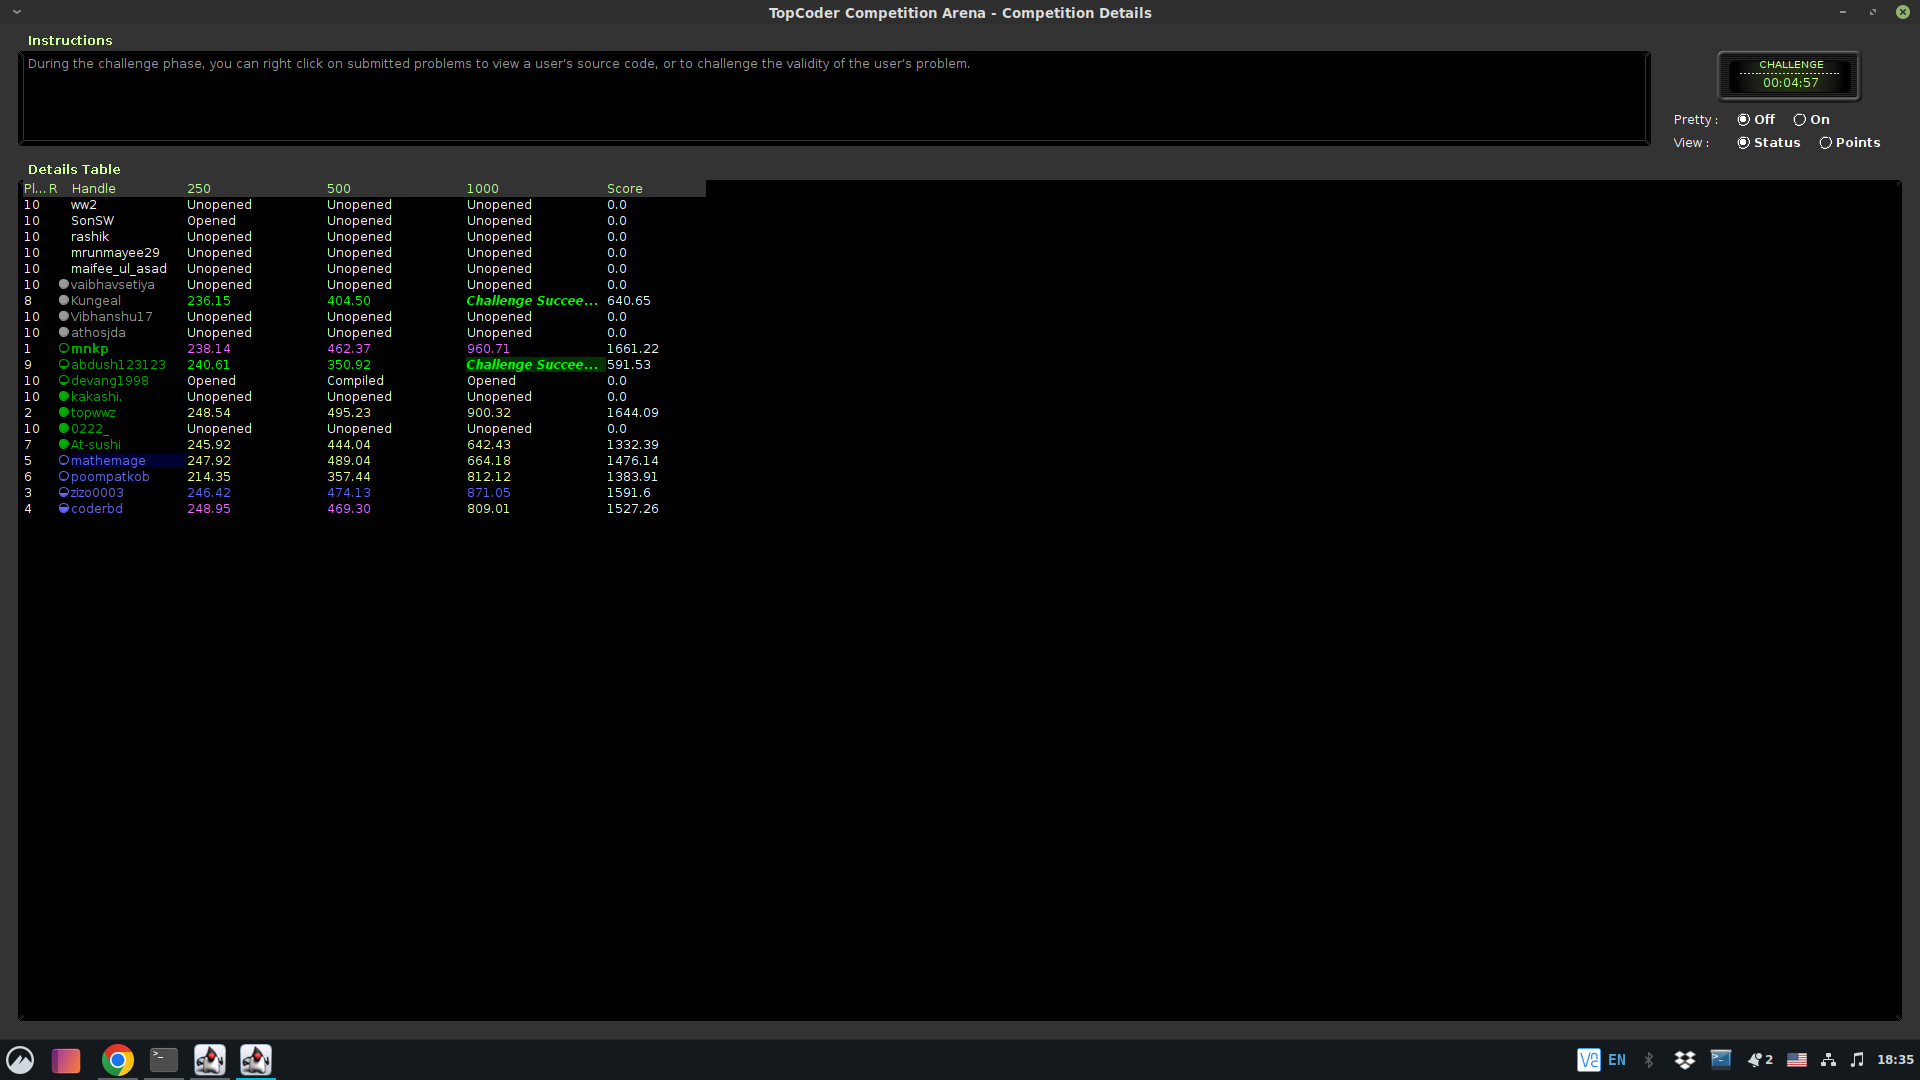 TopCoder Competition Arena - Competition Details
Instructions
During the challenge phase, you can right click on submitted problems to view a user's source code, or to challenge the validity of the user's problem.
CHALLENGE
00:04:57
Pretty : Off On
View : Status Points
Details Table
Pl... R Handle 250 500 1000 Score
10 ww2 Unopened Unopened Unopened 0.0
10 SonSW Opened Unopened Unopened 0.0
10 rashik Unopened Unopened Unopened 0.0
10 mrunmayee29 Unopened Unopened Unopened 0.0
10 maifee_ul_asad Unopened Unopened Unopened 0.0
10 vaibhavsetiya Unopened Unopened Unopened 0.0
8 Kungeal 236.15 404.50 Challenge Succee... 640.65
10 Vibhanshu17 Unopened Unopened Unopened 0.0
10 athosjda Unopened Unopened Unopened 0.0
1 mnkp 238.14 462.37 960.71 1661.22
9 abdush123123 240.61 350.92 Challenge Succee... 591.53
10 devang1998 Opened Compiled Opened 0.0
10 kakashi. Unopened Unopened Unopened 0.0
2 topwwz 248.54 495.23 900.32 1644.09
10 0222_ Unopened Unopened Unopened 0.0
7 At-sushi 245.92 444.04 642.43 1332.39
5 mathemage 247.92 489.04 664.18 1476.14
6 poompatkob 214.35 357.44 812.12 1383.91
3 zizo0003 246.42 474.13 871.05 1591.6
4 coderbd 248.95 469.30 809.01 1527.26
EN 2 18:35